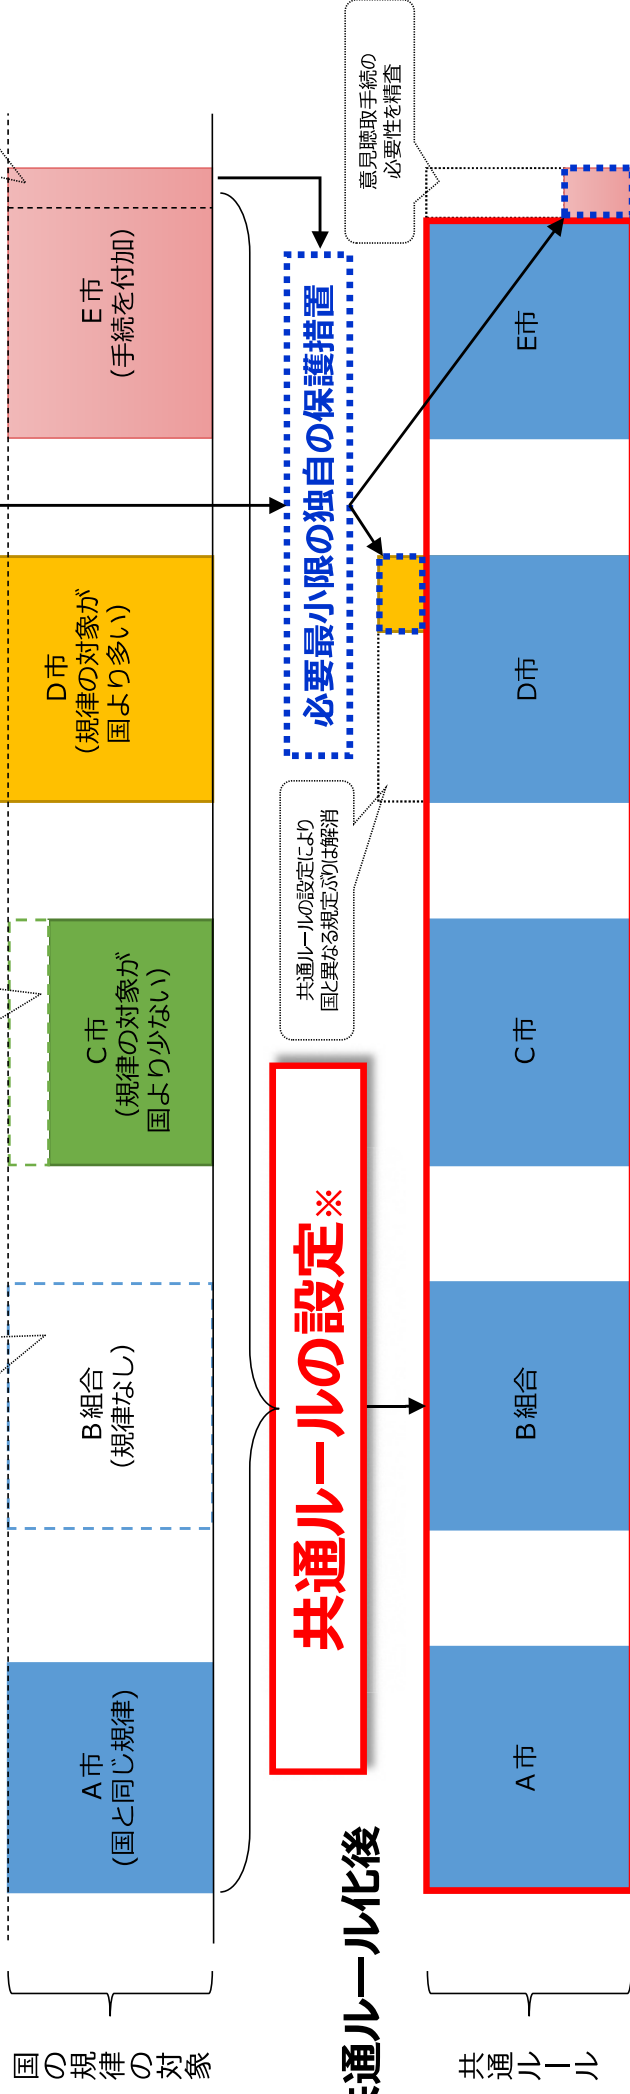 国の規律の対象
A市
（国と同じ規律）
B組合
（規律なし）
C市
（規律の対象が
国より少ない）
D市
（規律の対象が
国より多い）
E市
（手続を付加）
共通ルールの設定※
共通ルールの設定により
国と異なる規定ぶりは解消
必要最小限の独自の保護措置
意見聴取手続の
必要性を精査
通ルール化後
共通ルール
A市
B組合
C市
D市
E市